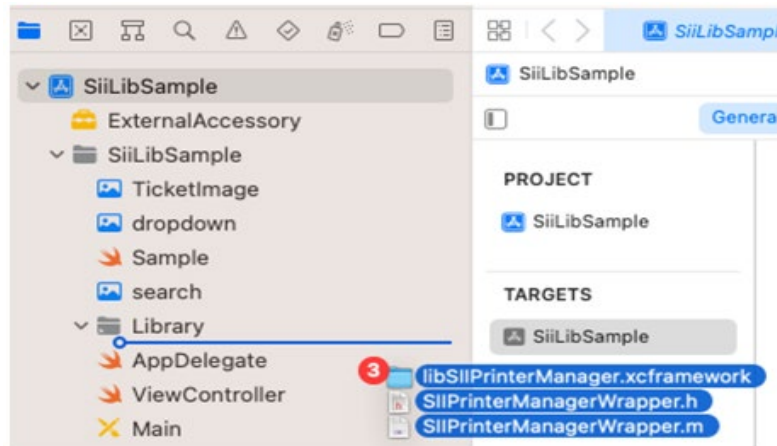 SiiLibSample
ExternalAccessory
SiiLibSample
TicketImage
dropdown
Sample
search
Library
AppDelegate
ViewController
Main
SiiLibSampl
SiiLibSample
Genera
PROJECT
SiiLibSample
TARGETS
SiiLibSample
3
libSIIPrinterManager.xcframework
SIIPrinterManagerWrapper.h
SIIPrinterManagerWrapper.m